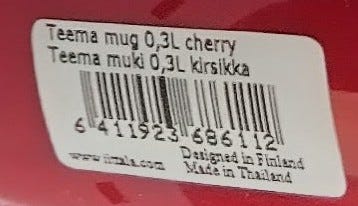 Teema mug 0,3L cherry
Teema muki 0,3L kirsikka
6 411923 686112
www.iittala.com Designed in Finland
Made in Thailand